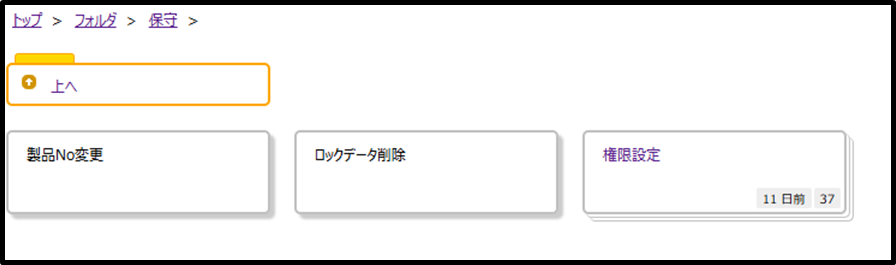 トップ > フォルダ > 保守 >
上へ
製品No変更
ロックデータ削除
権限設定
11 日前 37